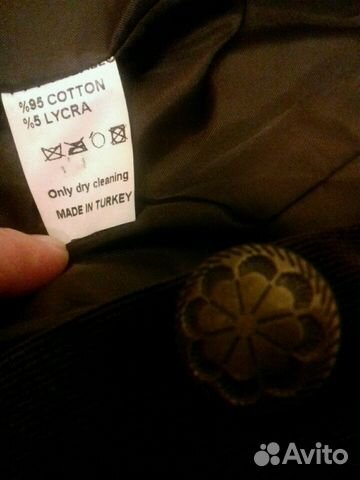 %95 COTTON
%5 LYCRA
Only dry cleaning
MADE IN TURKEY
Avito